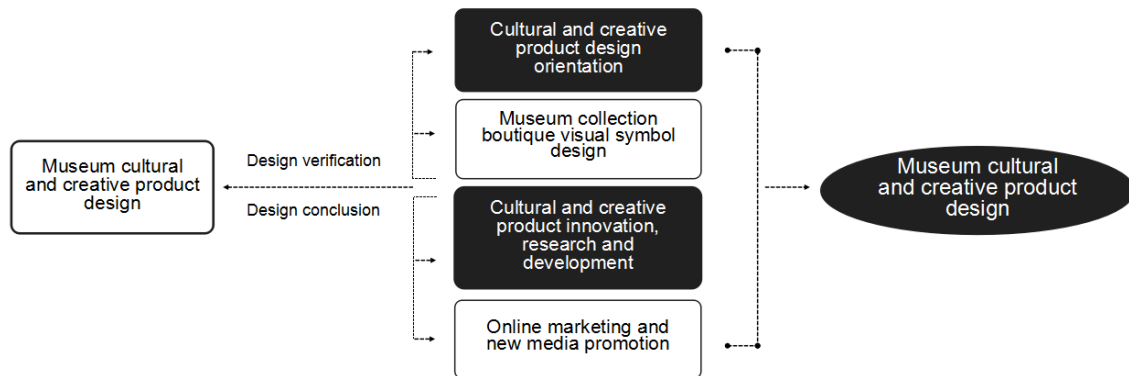 Cultural and creative
product design
orientation
Museum collection
boutique visual symbol
design
Museum cultural
and creative product
design
Design verification
Design conclusion
Cultural and creative
product innovation,
research and
development
Online marketing and
new media promotion
Museum cultural
and creative product
design